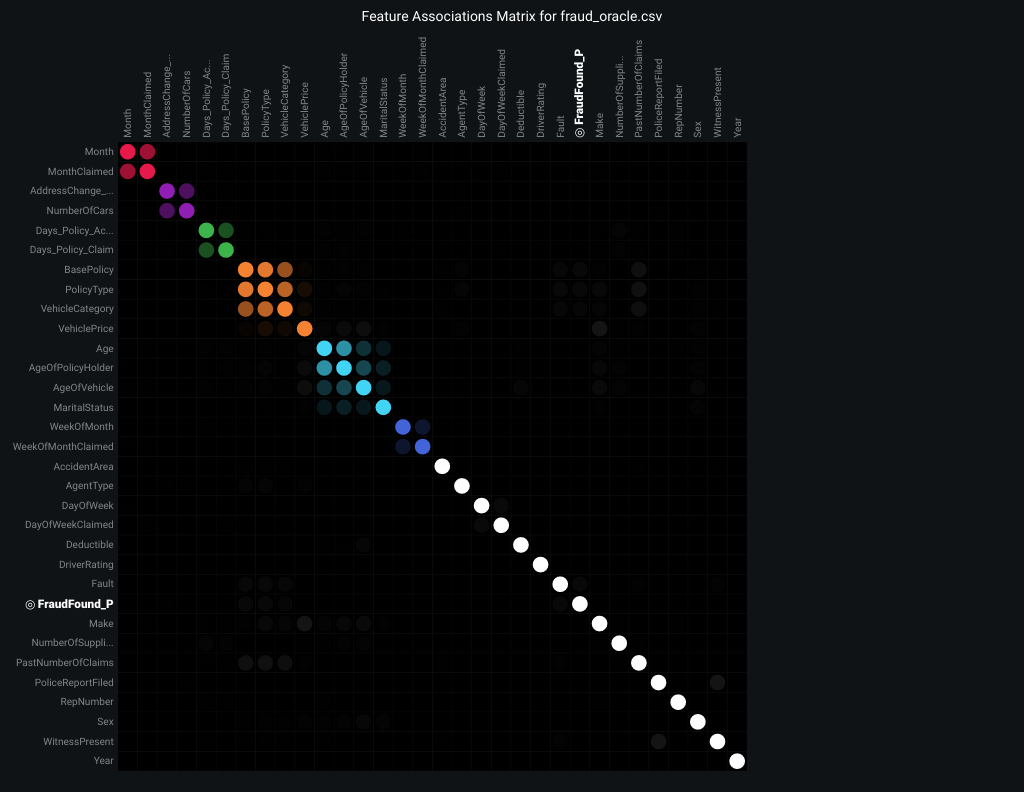 Feature Associations Matrix for fraud_oracle.csv
Month
MonthClaimed
AddressChange_...
NumberOfCars
Days_Policy_Ac...
Days_Policy_Claim
BasePolicy
PolicyType
VehicleCategory
VehiclePrice
Age
AgeOfPolicyHolder
AgeOfVehicle
MaritalStatus
WeekOfMonth
WeekOfMonthClaimed
AccidentArea
AgentType
DayOfWeek
DayOfWeekClaimed
Deductible
DriverRating
Fault
◎ FraudFound_P
Make
NumberOfSuppli...
PastNumberOfClaims
PoliceReportFiled
RepNumber
Sex
WitnessPresent
Year
Month
MonthClaimed
AddressChange_...
NumberOfCars
Days_Policy_Ac...
Days_Policy_Claim
BasePolicy
PolicyType
VehicleCategory
VehiclePrice
Age
AgeOfPolicyHolder
AgeOfVehicle
MaritalStatus
WeekOfMonth
WeekOfMonthClaimed
AccidentArea
AgentType
DayOfWeek
DayOfWeekClaimed
Deductible
DriverRating
Fault
◎ FraudFound_P
Make
NumberOfSuppli...
PastNumberOfClaims
PoliceReportFiled
RepNumber
Sex
WitnessPresent
Year